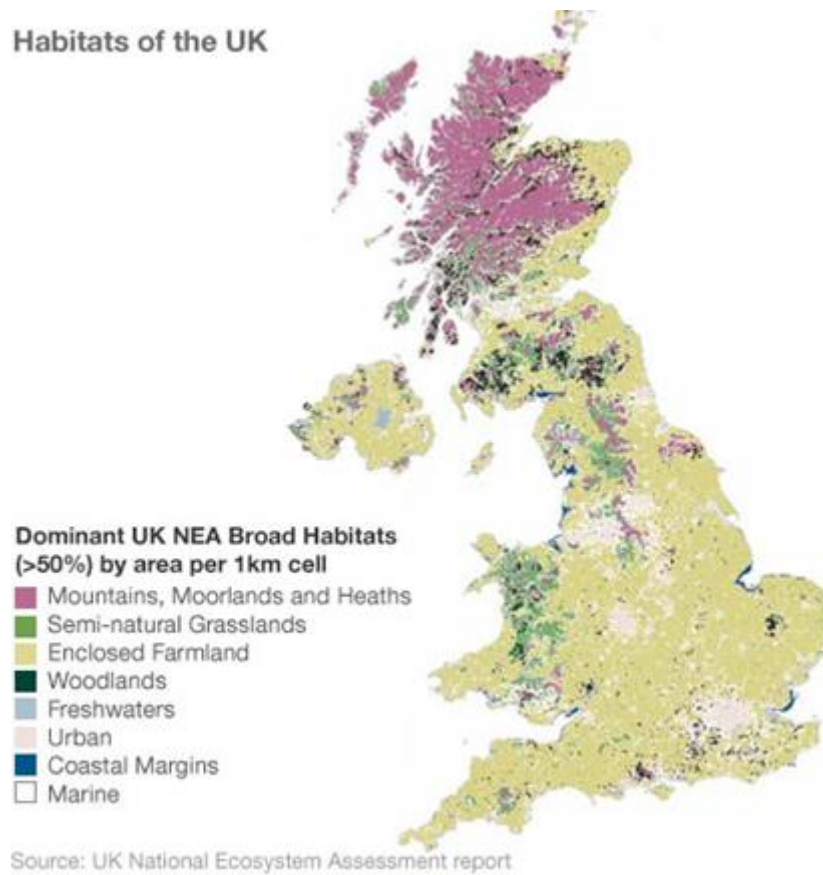 Habitats of the UK
Dominant UK NEA Broad Habitats
(>50%) by area per 1km cell
Mountains, Moorlands and Heaths
Semi-natural Grasslands
Enclosed Farmland
Woodlands
Freshwaters
Urban
Coastal Margins
Marine
Source: UK National Ecosystem Assessment report